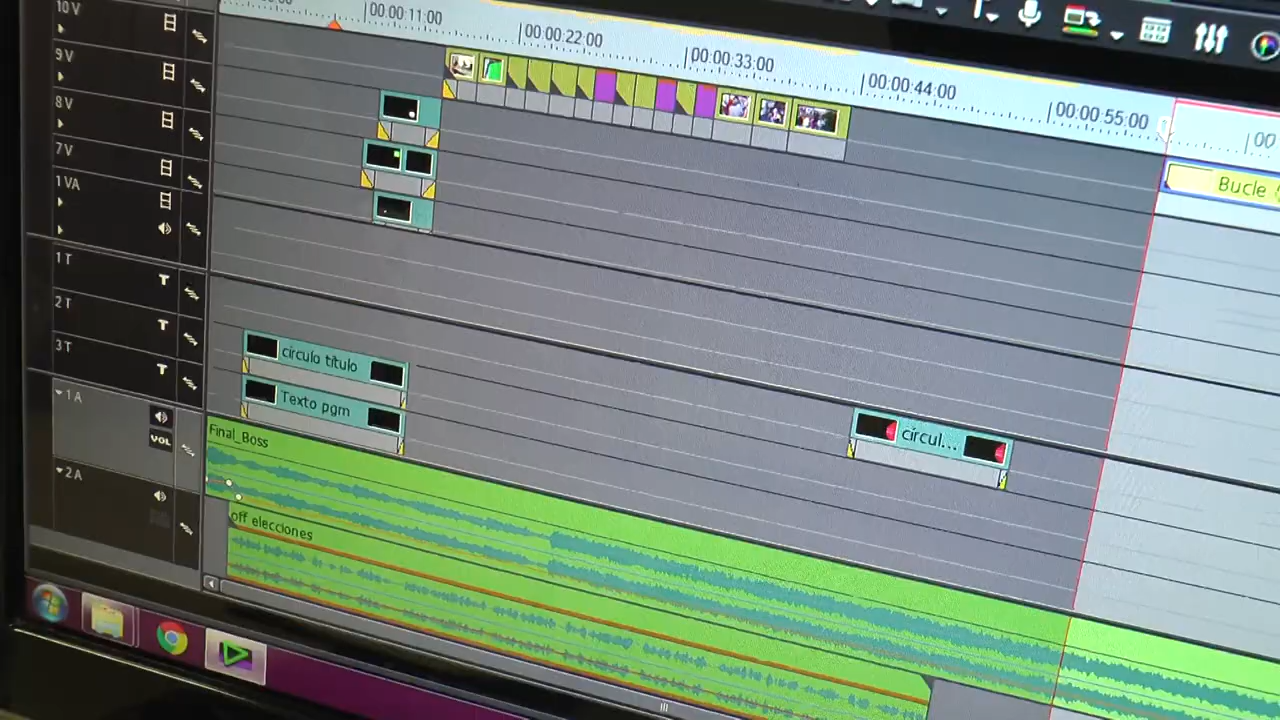 00:00:11:00
00:00:22:00
00:00:33:00
00:00:44:00
00:00:55:00
00
10 V
9 V
8 V
7 V
1 VA
1 T
2 T
3 T
1 A
VOL
2 A
Bucle
círculo título
Texto pgm
círcul...
Final_Boss
off elecciones